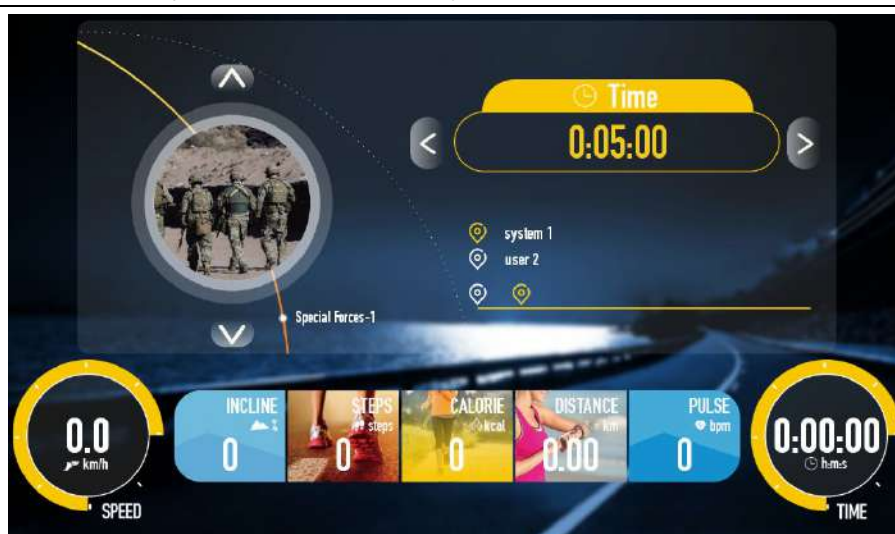 Time
0:05:00
system 1
user 2
Special Forces-1
0.0
km/h
SPEED
INCLINE
%
0
STEPS
steps
0
CALORIE
kcal
0
DISTANCE
km
0.00
PULSE
bpm
0
0:00:00
h:m:s
TIME